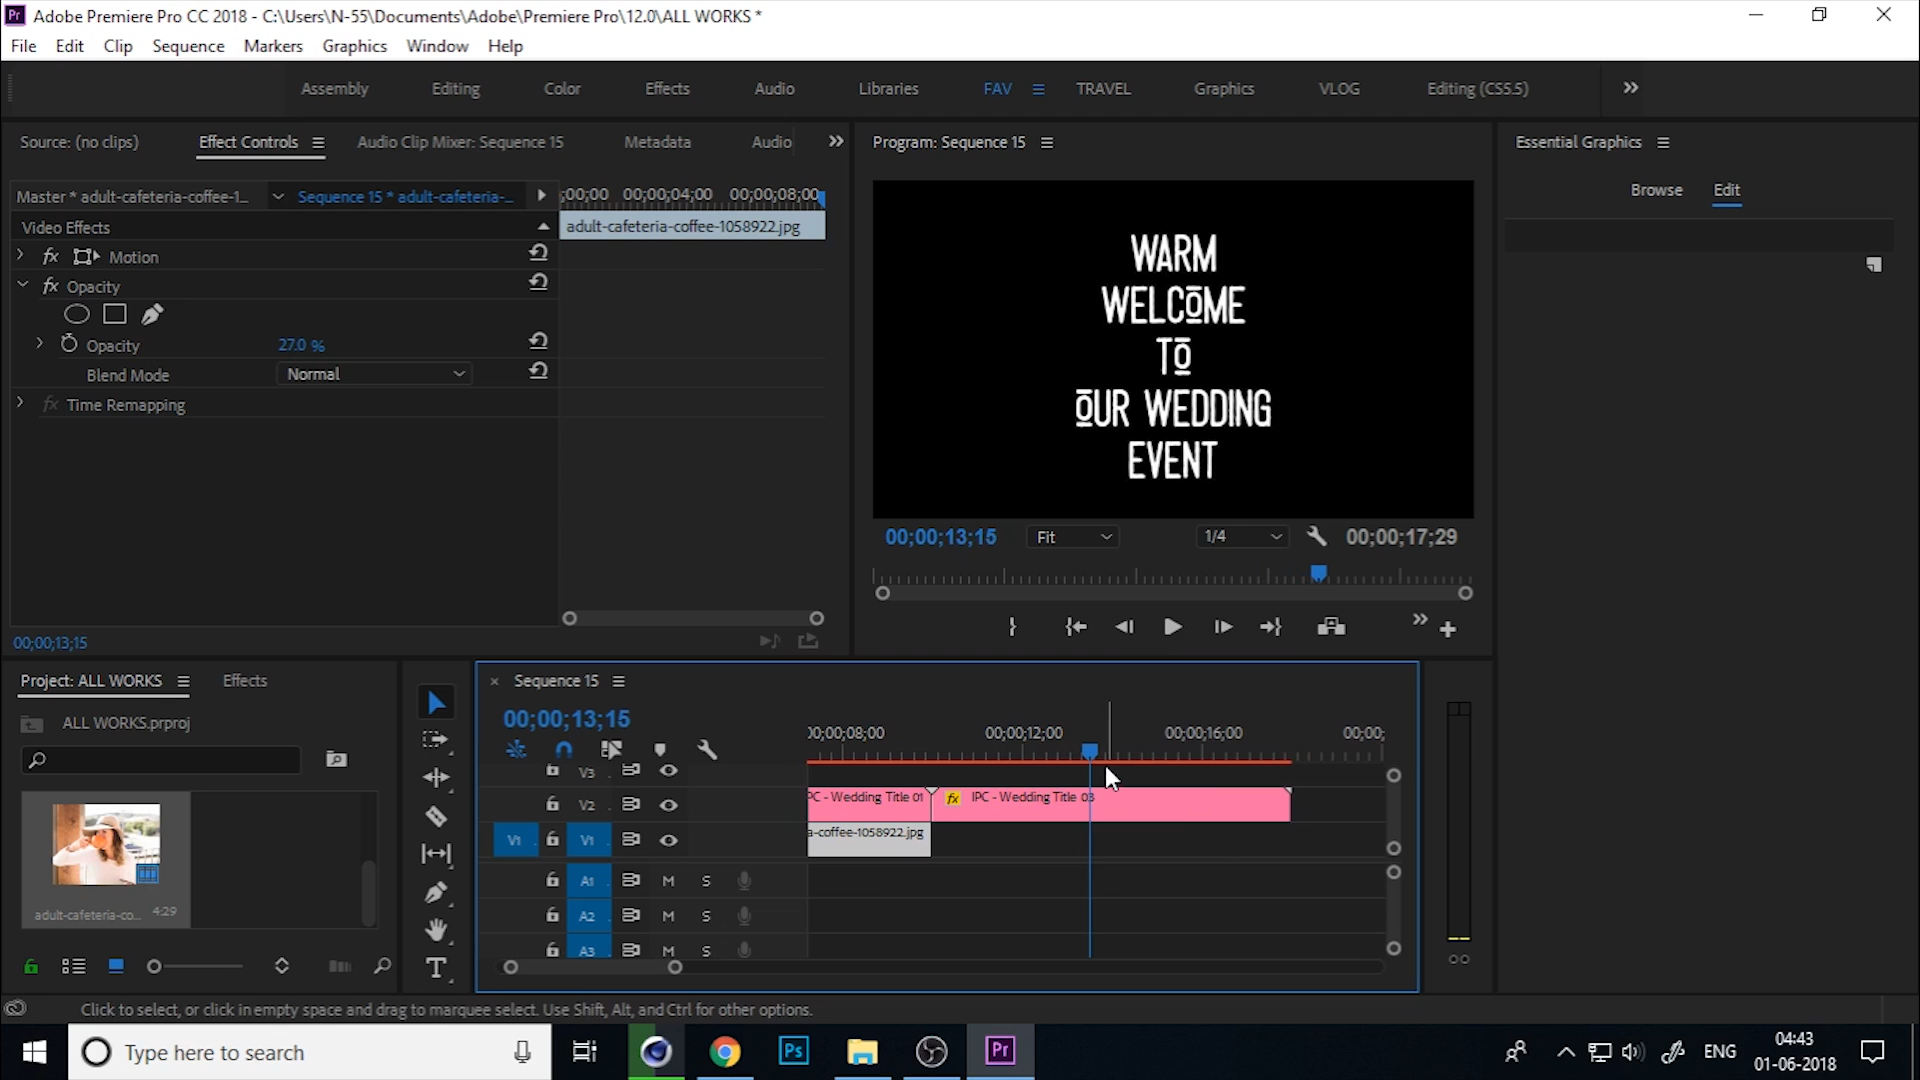 Adobe Premiere Pro CC 2018 - C:\Users\N-55\Documents\Adobe\Premiere Pro\12.0\ALL WORKS *
File Edit Clip Sequence Markers Graphics Window Help
Assembly Editing Color Effects Audio Libraries FAV TRAVEL Graphics VLOG Editing (CS5.5)
Source: (no clips) Effect Controls Audio Clip Mixer: Sequence 15 Metadata Audio
Program: Sequence 15
Essential Graphics
Browse Edit
Master * adult-cafeteria-coffee-1... Sequence 15 * adult-cafeteria-...
;00;00 00;00;04;00 00;00;08;00
Video Effects
adult-cafeteria-coffee-1058922.jpg
fx Motion
fx Opacity
Opacity 27.0 %
Blend Mode Normal
fx Time Remapping
00;00;13;15
WARM
WELCOME
TO
OUR WEDDING
EVENT
00;00;13;15 Fit 1/4 00;00;17;29
Project: ALL WORKS Effects
ALL WORKS.prproj
adult-cafeteria-co... 4:29
Sequence 15
00;00;13;15
00;00;08;00 00;00;12;00 00;00;16;00 00;00;
V3
V2
PC - Wedding Title 01 fx IPC - Wedding Title 03
V1 V1
a-coffee-1058922.jpg
A1 M S
A2 M S
A3 M S
T
Click to select, or click in empty space and drag to marquee select. Use Shift, Alt, and Ctrl for other options.
Type here to search
Ps
Pr
ENG
04:43
01-06-2018